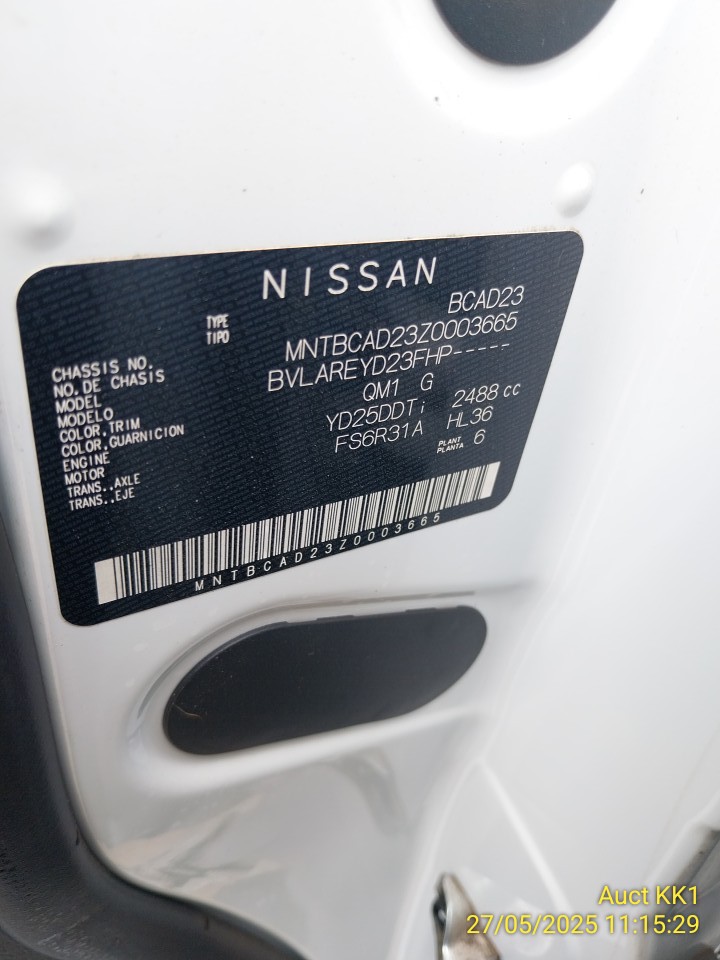 NISSAN
TYPE BCAD23
TIPO
CHASSIS NO. MNTBCAD23Z0003665
NO.DE CHASIS
MODEL BVLAREYD23FHP-----
MODELO
COLOR,TRIM QM1 G
COLOR,GUARNICION
ENGINE YD25DDTi 2488 cc
MOTOR
TRANS.,AXLE FS6R31A HL36
TRANS.,EJE
PLANT 6
PLANTA
MNTBCAD23Z0003665
Auct KK1
27/05/2025 11:15:29